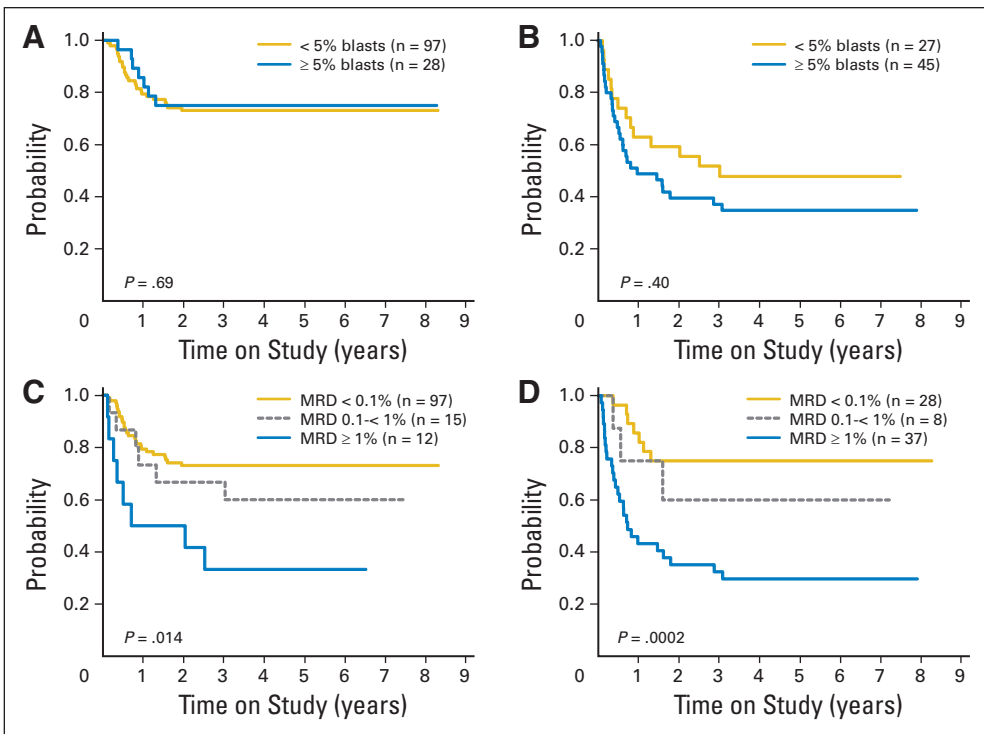 A
< 5% blasts (n = 97)
≥ 5% blasts (n = 28)
1.0
0.8
0.6
0.4
0.2
Probability
P = .69
0 1 2 3 4 5 6 7 8 9
Time on Study (years)
B
< 5% blasts (n = 27)
≥ 5% blasts (n = 45)
1.0
0.8
0.6
0.4
0.2
Probability
P = .40
0 1 2 3 4 5 6 7 8 9
Time on Study (years)
C
MRD < 0.1% (n = 97)
MRD 0.1-< 1% (n = 15)
MRD ≥ 1% (n = 12)
1.0
0.8
0.6
0.4
0.2
Probability
P = .014
0 1 2 3 4 5 6 7 8 9
Time on Study (years)
D
MRD < 0.1% (n = 28)
MRD 0.1-< 1% (n = 8)
MRD ≥ 1% (n = 37)
1.0
0.8
0.6
0.4
0.2
Probability
P = .0002
0 1 2 3 4 5 6 7 8 9
Time on Study (years)